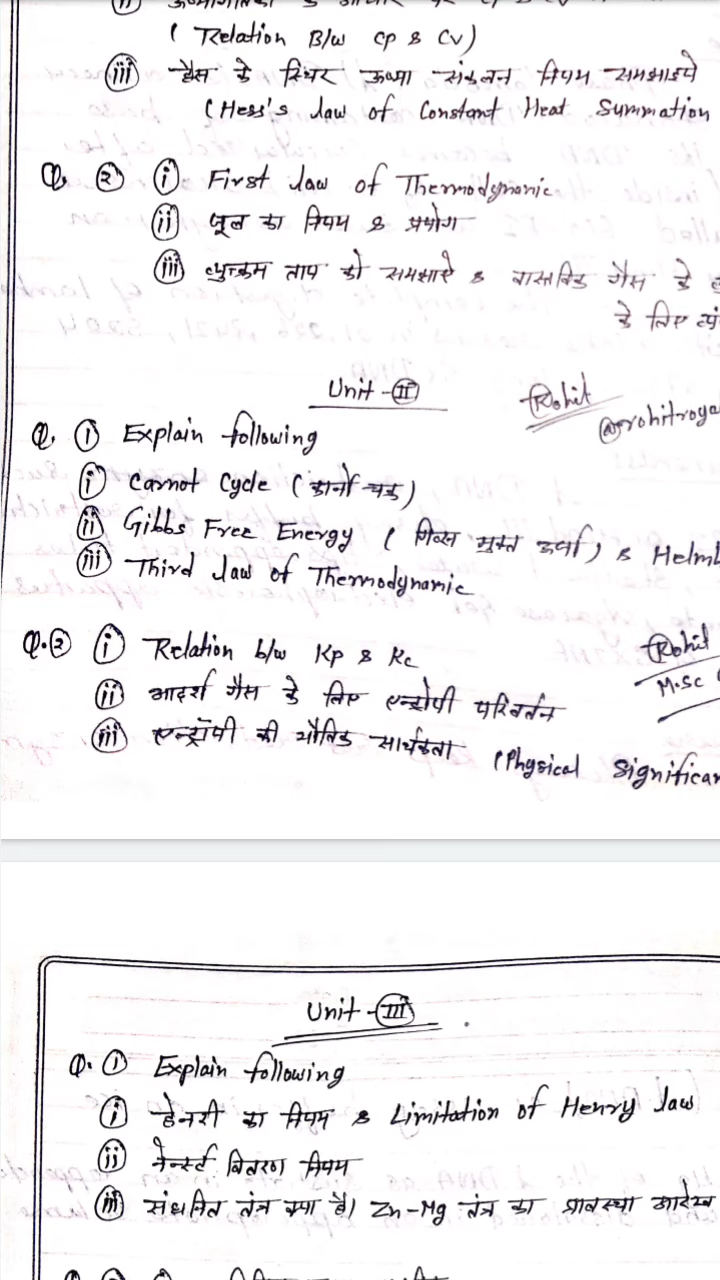 ( Relation B/w Cp & Cv)
(iii) हैस के स्थिर ऊष्मा संकलन नियम समझाइये
(Hess's Law of Constant Heat Summation
Q. (2) (i) First Law of Thermodynamic
(ii) जूल का नियम & प्रयोग
(iii) व्युत्क्रम ताप को समझाऐ & वास्तविक गैस के
के लिए
Unit - (II)
Rohit
@rohitroya
Q. (1) Explain following
(i) Carnot Cycle (कार्नो चक्र)
(ii) Gibbs Free Energy ( गिब्स मुक्त ऊर्जा) & Helm
(iii) Third Law of Thermodynamic
Q.(2) (i) Relation b/w Kp & Kc
Rohit
M.Sc
(ii) आदर्श गैस के लिए एन्ट्रोपी परिवर्तन
(iii) एन्ट्रॉपी की भौतिक सार्थकता (Physical Significan
Unit - (III)
Q. (1) Explain following
(i) हेनरी का नियम & Limitation of Henry Law
(ii) नेर्न्स्ट वितरण नियम
(iii) संघनित तंत्र क्या है। Zn-Mg तंत्र का प्रावस्था आरेख